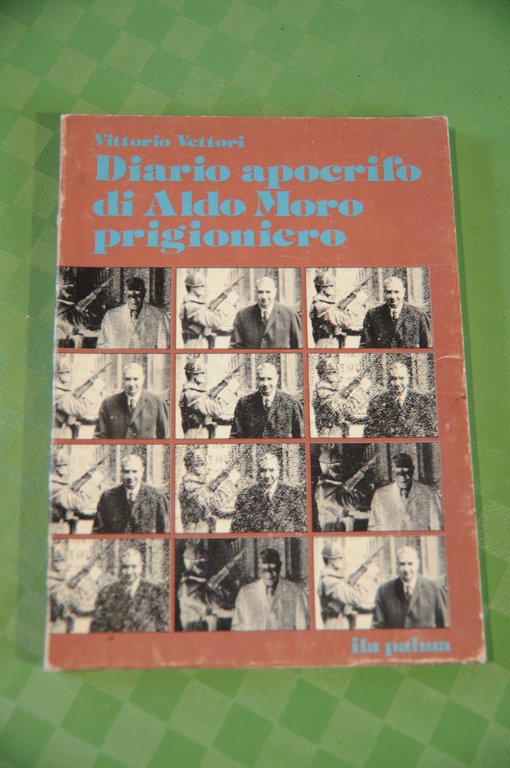 Vittorio Vettori
Diario apocrifo
di Aldo Moro
prigioniero
ila palma